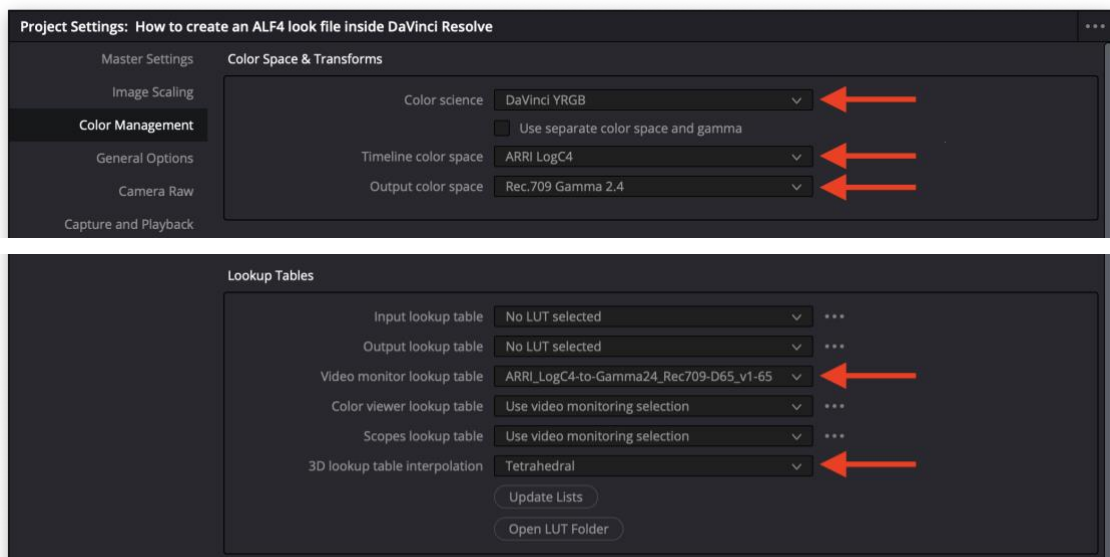 Project Settings: How to create an ALF4 look file inside DaVinci Resolve
Master Settings
Image Scaling
Color Management
General Options
Camera Raw
Capture and Playback
Color Space & Transforms
Color science DaVinci YRGB
Use separate color space and gamma
Timeline color space ARRI LogC4
Output color space Rec.709 Gamma 2.4
Lookup Tables
Input lookup table No LUT selected
Output lookup table No LUT selected
Video monitor lookup table ARRI_LogC4-to-Gamma24_Rec709-D65_v1-65
Color viewer lookup table Use video monitoring selection
Scopes lookup table Use video monitoring selection
3D lookup table interpolation Tetrahedral
Update Lists
Open LUT Folder